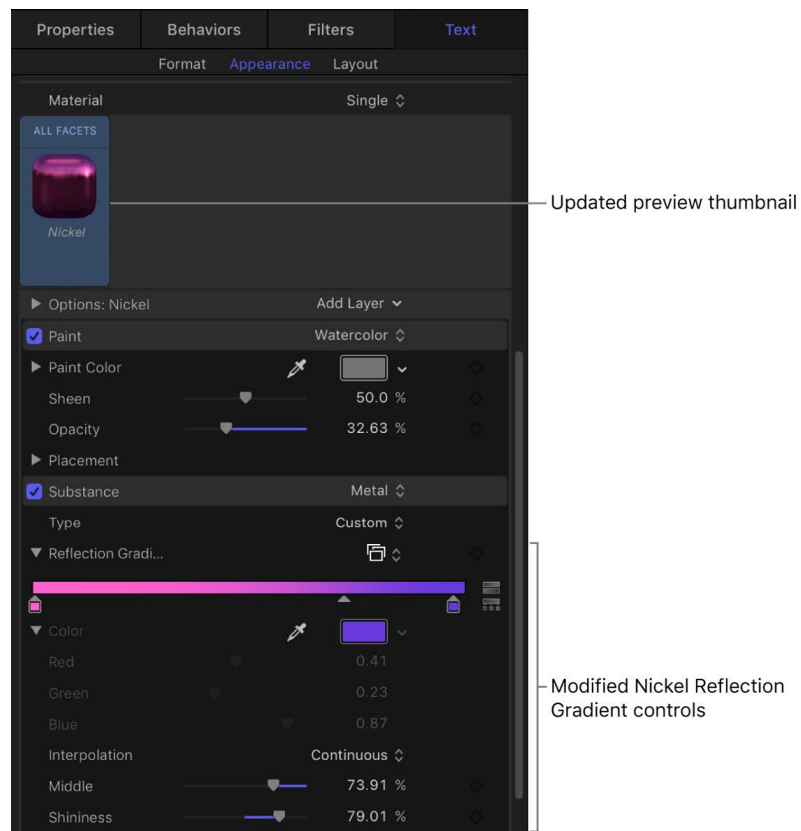 Properties Behaviors Filters Text
Format Appearance Layout
Material Single
ALL FACETS
Updated preview thumbnail
Nickel
Options: Nickel Add Layer
Paint Watercolor
Paint Color
Sheen 50.0 %
Opacity 32.63 %
Placement
Substance Metal
Type Custom
Reflection Gradi...
Color
Red 0.41
Green 0.23
Modified Nickel Reflection
Gradient controls
Blue 0.87
Interpolation Continuous
Middle 73.91 %
Shininess 79.01 %